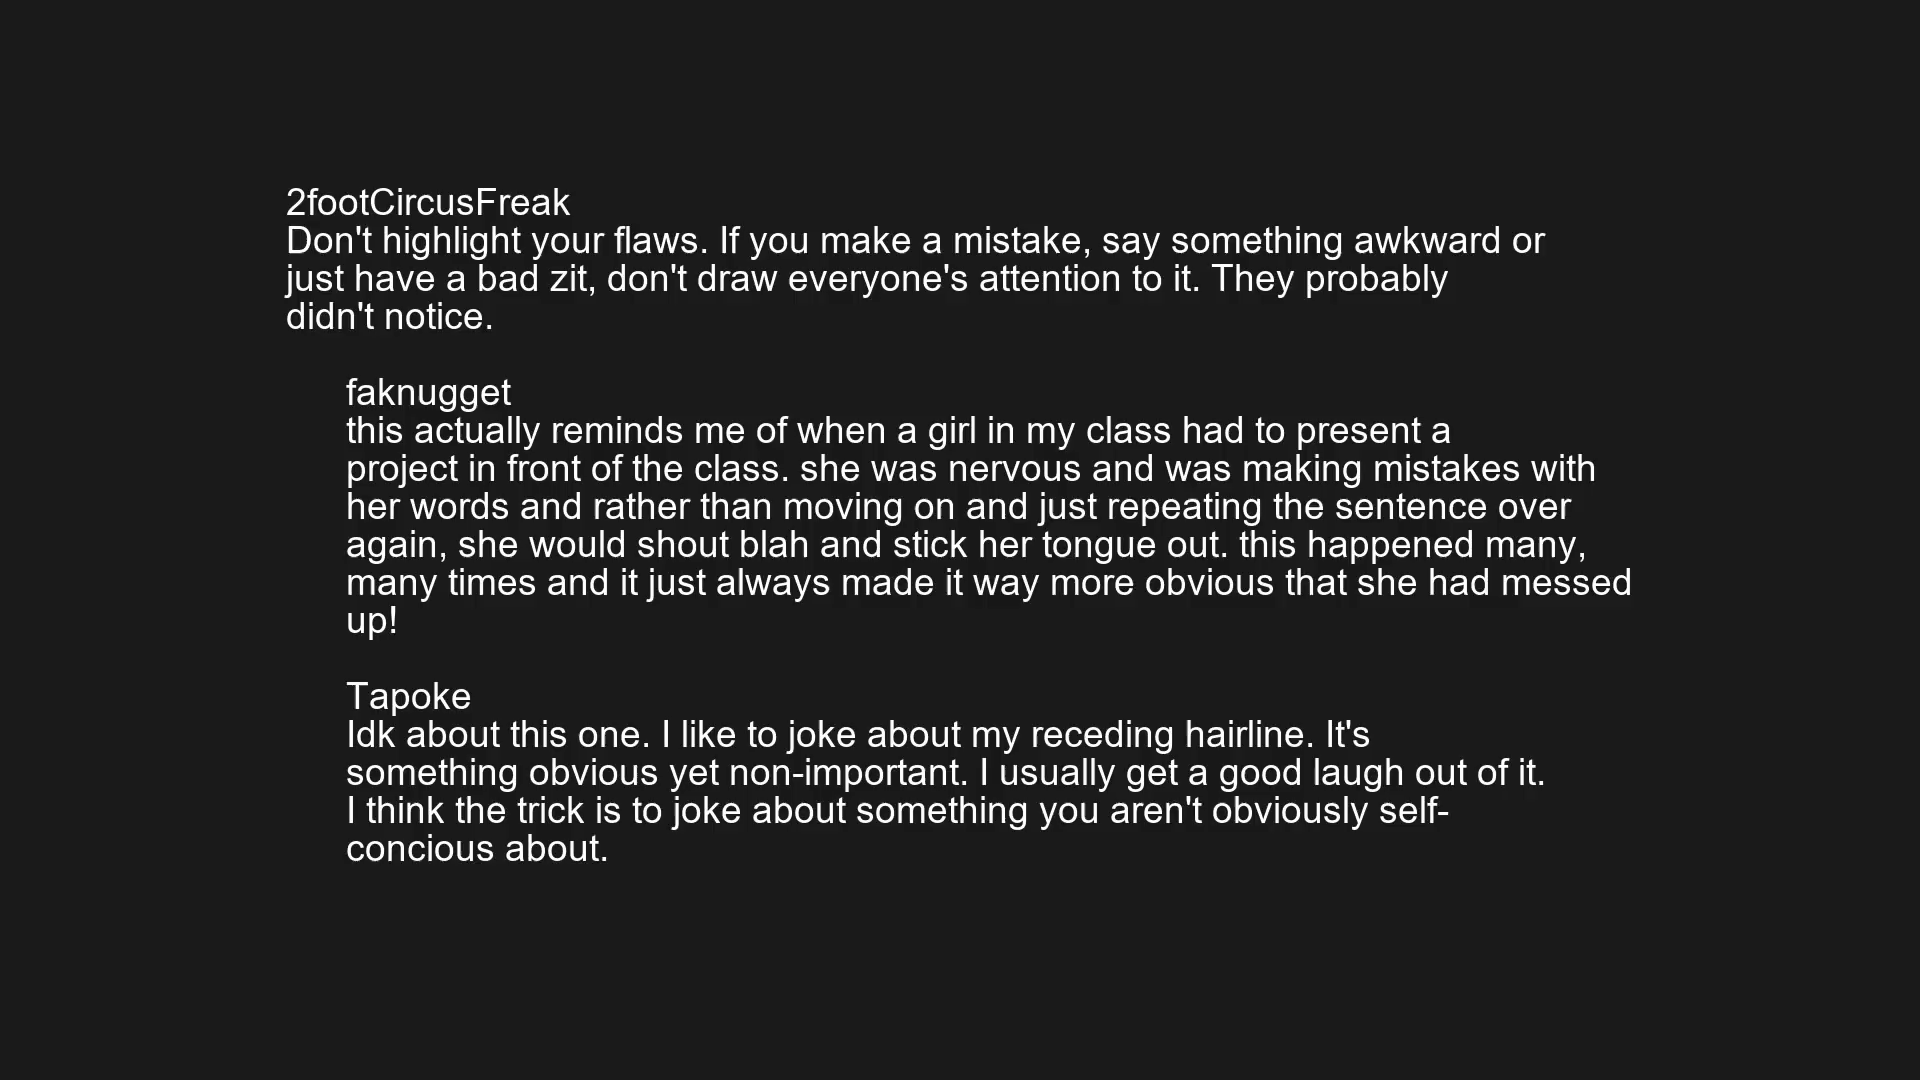 2footCircusFreak
Don't highlight your flaws. If you make a mistake, say something awkward or
just have a bad zit, don't draw everyone's attention to it. They probably
didn't notice.
faknugget
this actually reminds me of when a girl in my class had to present a
project in front of the class. she was nervous and was making mistakes with
her words and rather than moving on and just repeating the sentence over
again, she would shout blah and stick her tongue out. this happened many,
many times and it just always made it way more obvious that she had messed
up!
Tapoke
Idk about this one. I like to joke about my receding hairline. It's
something obvious yet non-important. I usually get a good laugh out of it.
I think the trick is to joke about something you aren't obviously self-
concious about.